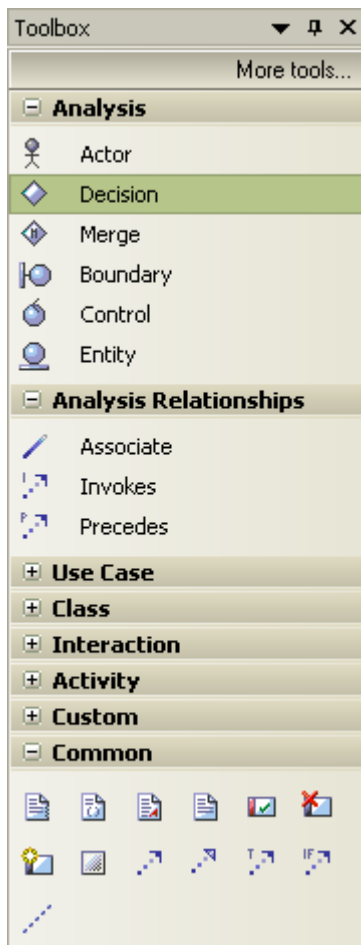 Toolbox
More tools...
Analysis
Actor
Decision
Merge
Boundary
Control
Entity
Analysis Relationships
Associate
Invokes
Precedes
Use Case
Class
Interaction
Activity
Custom
Common